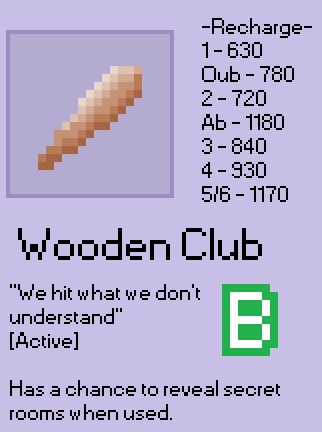 -Recharge-
1 - 630
Oub - 780
2 - 720
Ab - 1180
3 - 840
4 - 930
5/6 - 1170
Wooden Club
"We hit what we don't
understand"
[Active]
B
Has a chance to reveal secret
rooms when used.